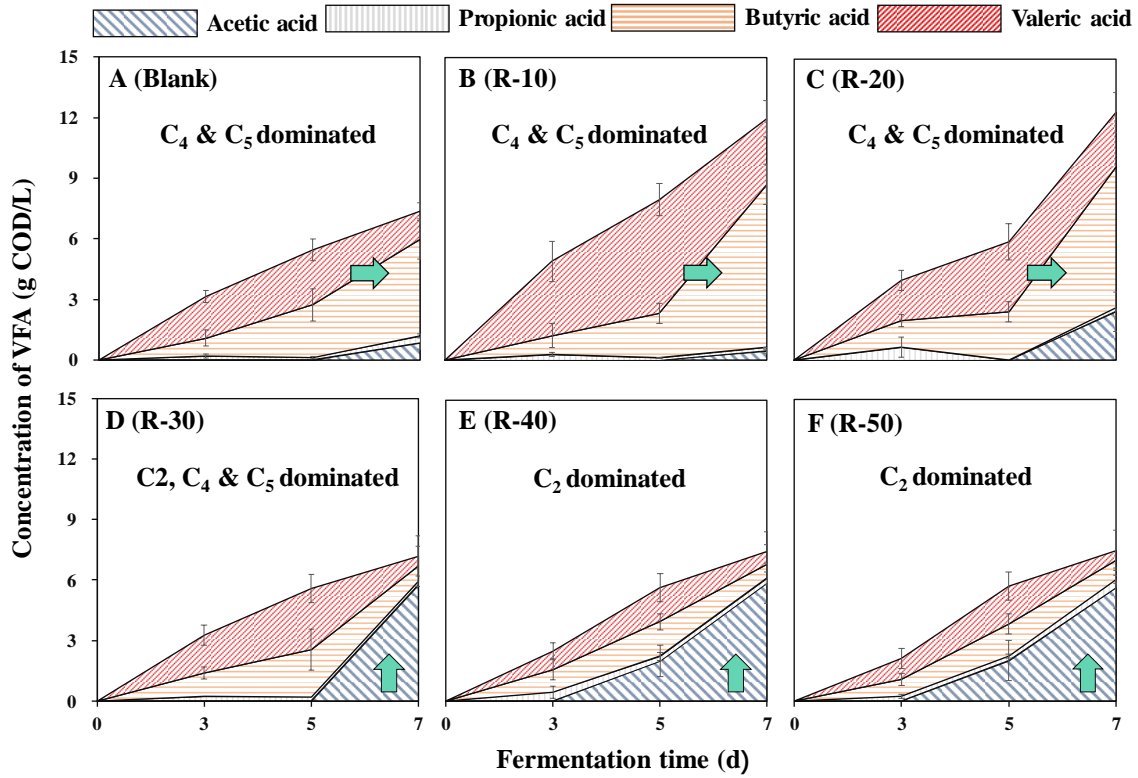 Acetic acid Propionic acid Butyric acid Valeric acid
Concentration of VFA (g COD/L)
15
12
9
6
3
0
A (Blank)
C₄ & C₅ dominated
B (R-10)
C₄ & C₅ dominated
C (R-20)
C₄ & C₅ dominated
15
12
9
6
3
0
D (R-30)
C2, C₄ & C₅ dominated
E (R-40)
C₂ dominated
F (R-50)
C₂ dominated
0 3 5 7
0 3 5 7
0 3 5 7
Fermentation time (d)